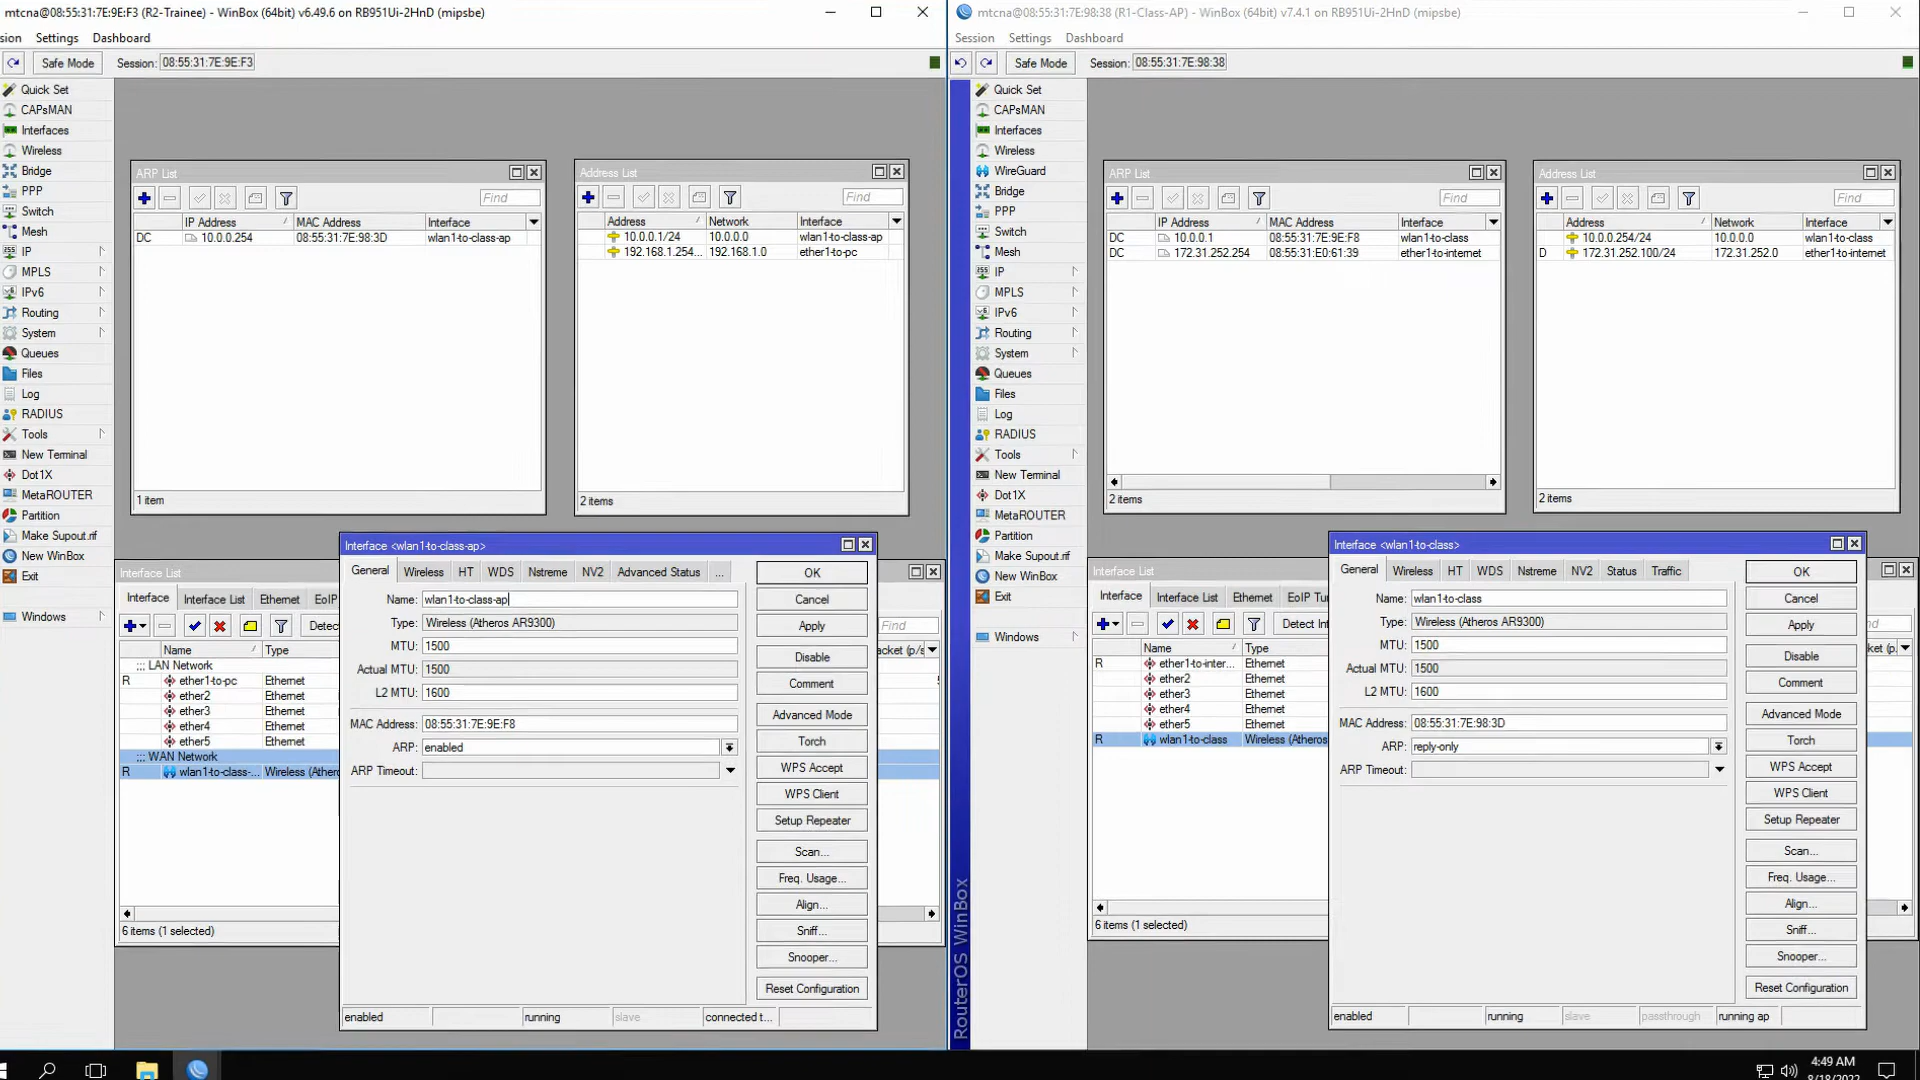 mtcna@08:55:31:7E:9E:F3 (R2-Trainee) - WinBox (64bit) v6.49.6 on RB951Ui-2HnD (mipsbe)
sion Settings Dashboard
Safe Mode Session: 08:55:31:7E:9E:F3
Quick Set
CAPsMAN
Interfaces
Wireless
Bridge
PPP
Switch
Mesh
IP
MPLS
IPv6
Routing
System
Queues
Files
Log
RADIUS
Tools
New Terminal
Dot1X
MetaROUTER
Partition
Make Supout.rif
New WinBox
Exit
Windows
ARP List
Find
IP Address MAC Address Interface
DC 10.0.0.254 08:55:31:7E:98:3D wlan1-to-class-ap
1 item
Address List
Find
Address Network Interface
10.0.0.1/24 10.0.0.0 wlan1-to-class-ap
192.168.1.254... 192.168.1.0 ether1-to-pc
2 items
Interface List
Interface Interface List Ethernet EoIP
Detec Find
Name Type acket (p/s
::: LAN Network
R ether1-to-pc Ethernet
ether2 Ethernet
ether3 Ethernet
ether4 Ethernet
ether5 Ethernet
::: WAN Network
R wlan1-to-class-... Wireless (Athero
6 items (1 selected)
Interface <wlan1-to-class-ap>
General Wireless HT WDS Nstreme NV2 Advanced Status ...
Name: wlan1-to-class-ap
Type: Wireless (Atheros AR9300)
MTU: 1500
Actual MTU: 1500
L2 MTU: 1600
MAC Address: 08:55:31:7E:9E:F8
ARP: enabled
ARP Timeout:
OK
Cancel
Apply
Disable
Comment
Advanced Mode
Torch
WPS Accept
WPS Client
Setup Repeater
Scan...
Freq. Usage...
Align...
Sniff...
Snooper...
Reset Configuration
enabled running slave connected t...
mtcna@08:55:31:7E:98:38 (R1-Class-AP) - WinBox (64bit) v7.4.1 on RB951Ui-2HnD (mipsbe)
Session Settings Dashboard
Safe Mode Session: 08:55:31:7E:98:38
Quick Set
CAPsMAN
Interfaces
Wireless
WireGuard
Bridge
PPP
Switch
Mesh
IP
MPLS
IPv6
Routing
System
Queues
Files
Log
RADIUS
Tools
New Terminal
Dot1X
MetaROUTER
Partition
Make Supout.rif
New WinBox
Exit
Windows
RouterOS WinBox
ARP List
Find
IP Address MAC Address Interface
DC 10.0.0.1 08:55:31:7E:9E:F8 wlan1-to-class
DC 172.31.252.254 08:55:31:E0:61:39 ether1-to-internet
2 items
Address List
Find
Address Network Interface
10.0.0.254/24 10.0.0.0 wlan1-to-class
D 172.31.252.100/24 172.31.252.0 ether1-to-internet
2 items
Interface List
Interface Interface List Ethernet EoIP Tun
Detect Int
Name Type ket (p.
R ether1-to-inter... Ethernet
ether2 Ethernet
ether3 Ethernet
ether4 Ethernet
ether5 Ethernet
R wlan1-to-class Wireless (Atheros
6 items (1 selected)
Interface <wlan1-to-class>
General Wireless HT WDS Nstreme NV2 Status Traffic
Name: wlan1-to-class
Type: Wireless (Atheros AR9300)
MTU: 1500
Actual MTU: 1500
L2 MTU: 1600
MAC Address: 08:55:31:7E:98:3D
ARP: reply-only
ARP Timeout:
OK
Cancel
Apply
Disable
Comment
Advanced Mode
Torch
WPS Accept
WPS Client
Setup Repeater
Scan...
Freq. Usage...
Align...
Sniff...
Snooper...
Reset Configuration
enabled running slave passthrough running ap
4:49 AM
8/18/2022